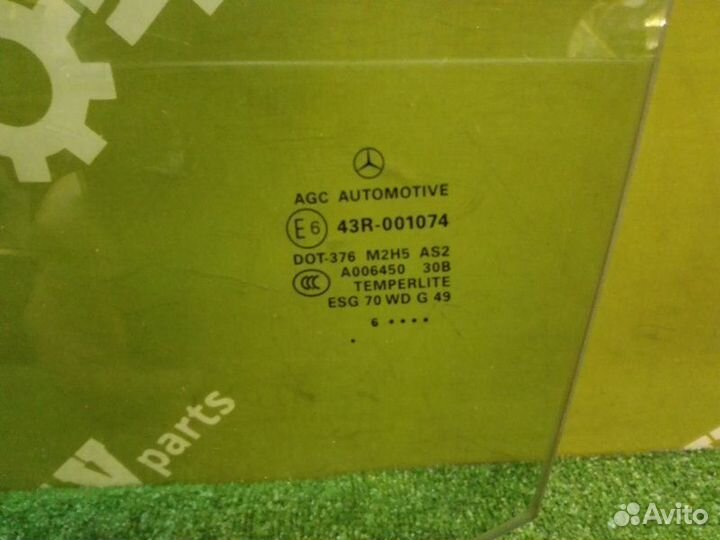 AGC AUTOMOTIVE
E6 43R-001074
DOT-376 M2H5 AS2
CCC A006450 30B
TEMPERLITE
ESG 70 WD G 49
6 ••••
•
parts
Avito